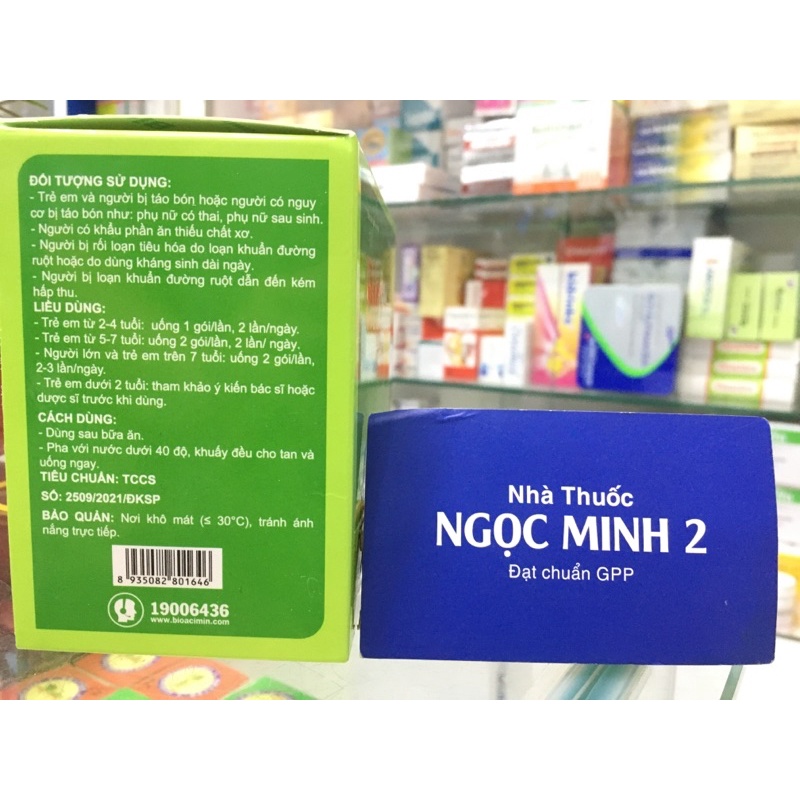 ĐỐI TƯỢNG SỬ DỤNG:
- Trẻ em và người bị táo bón hoặc người có nguy
cơ bị táo bón như: phụ nữ có thai, phụ nữ sau sinh.
- Người có khẩu phần ăn thiếu chất xơ.
- Người bị rối loạn tiêu hóa do loạn khuẩn đường
ruột hoặc do dùng kháng sinh dài ngày.
- Người bị loạn khuẩn đường ruột dẫn đến kém
hấp thu.
LIỀU DÙNG:
- Trẻ em từ 2-4 tuổi: uống 1 gói/lần, 2 lần/ngày.
- Trẻ em từ 5-7 tuổi: uống 2 gói/lần, 2 lần/ ngày.
- Người lớn và trẻ em trên 7 tuổi: uống 2 gói/lần,
2-3 lần/ngày.
- Trẻ em dưới 2 tuổi: tham khảo ý kiến bác sĩ hoặc
dược sĩ trước khi dùng.
CÁCH DÙNG:
- Dùng sau bữa ăn.
- Pha với nước dưới 40 độ, khuấy đều cho tan và
uống ngay.
TIÊU CHUẨN: TCCS
SỐ: 2509/2021/ĐKSP
BẢO QUẢN: Nơi khô mát (≤ 30°C), tránh ánh
nắng trực tiếp.
8 935082 801646
19006436
www.bioacimin.com
Nhà Thuốc
NGỌC MINH 2
Đạt chuẩn GPP